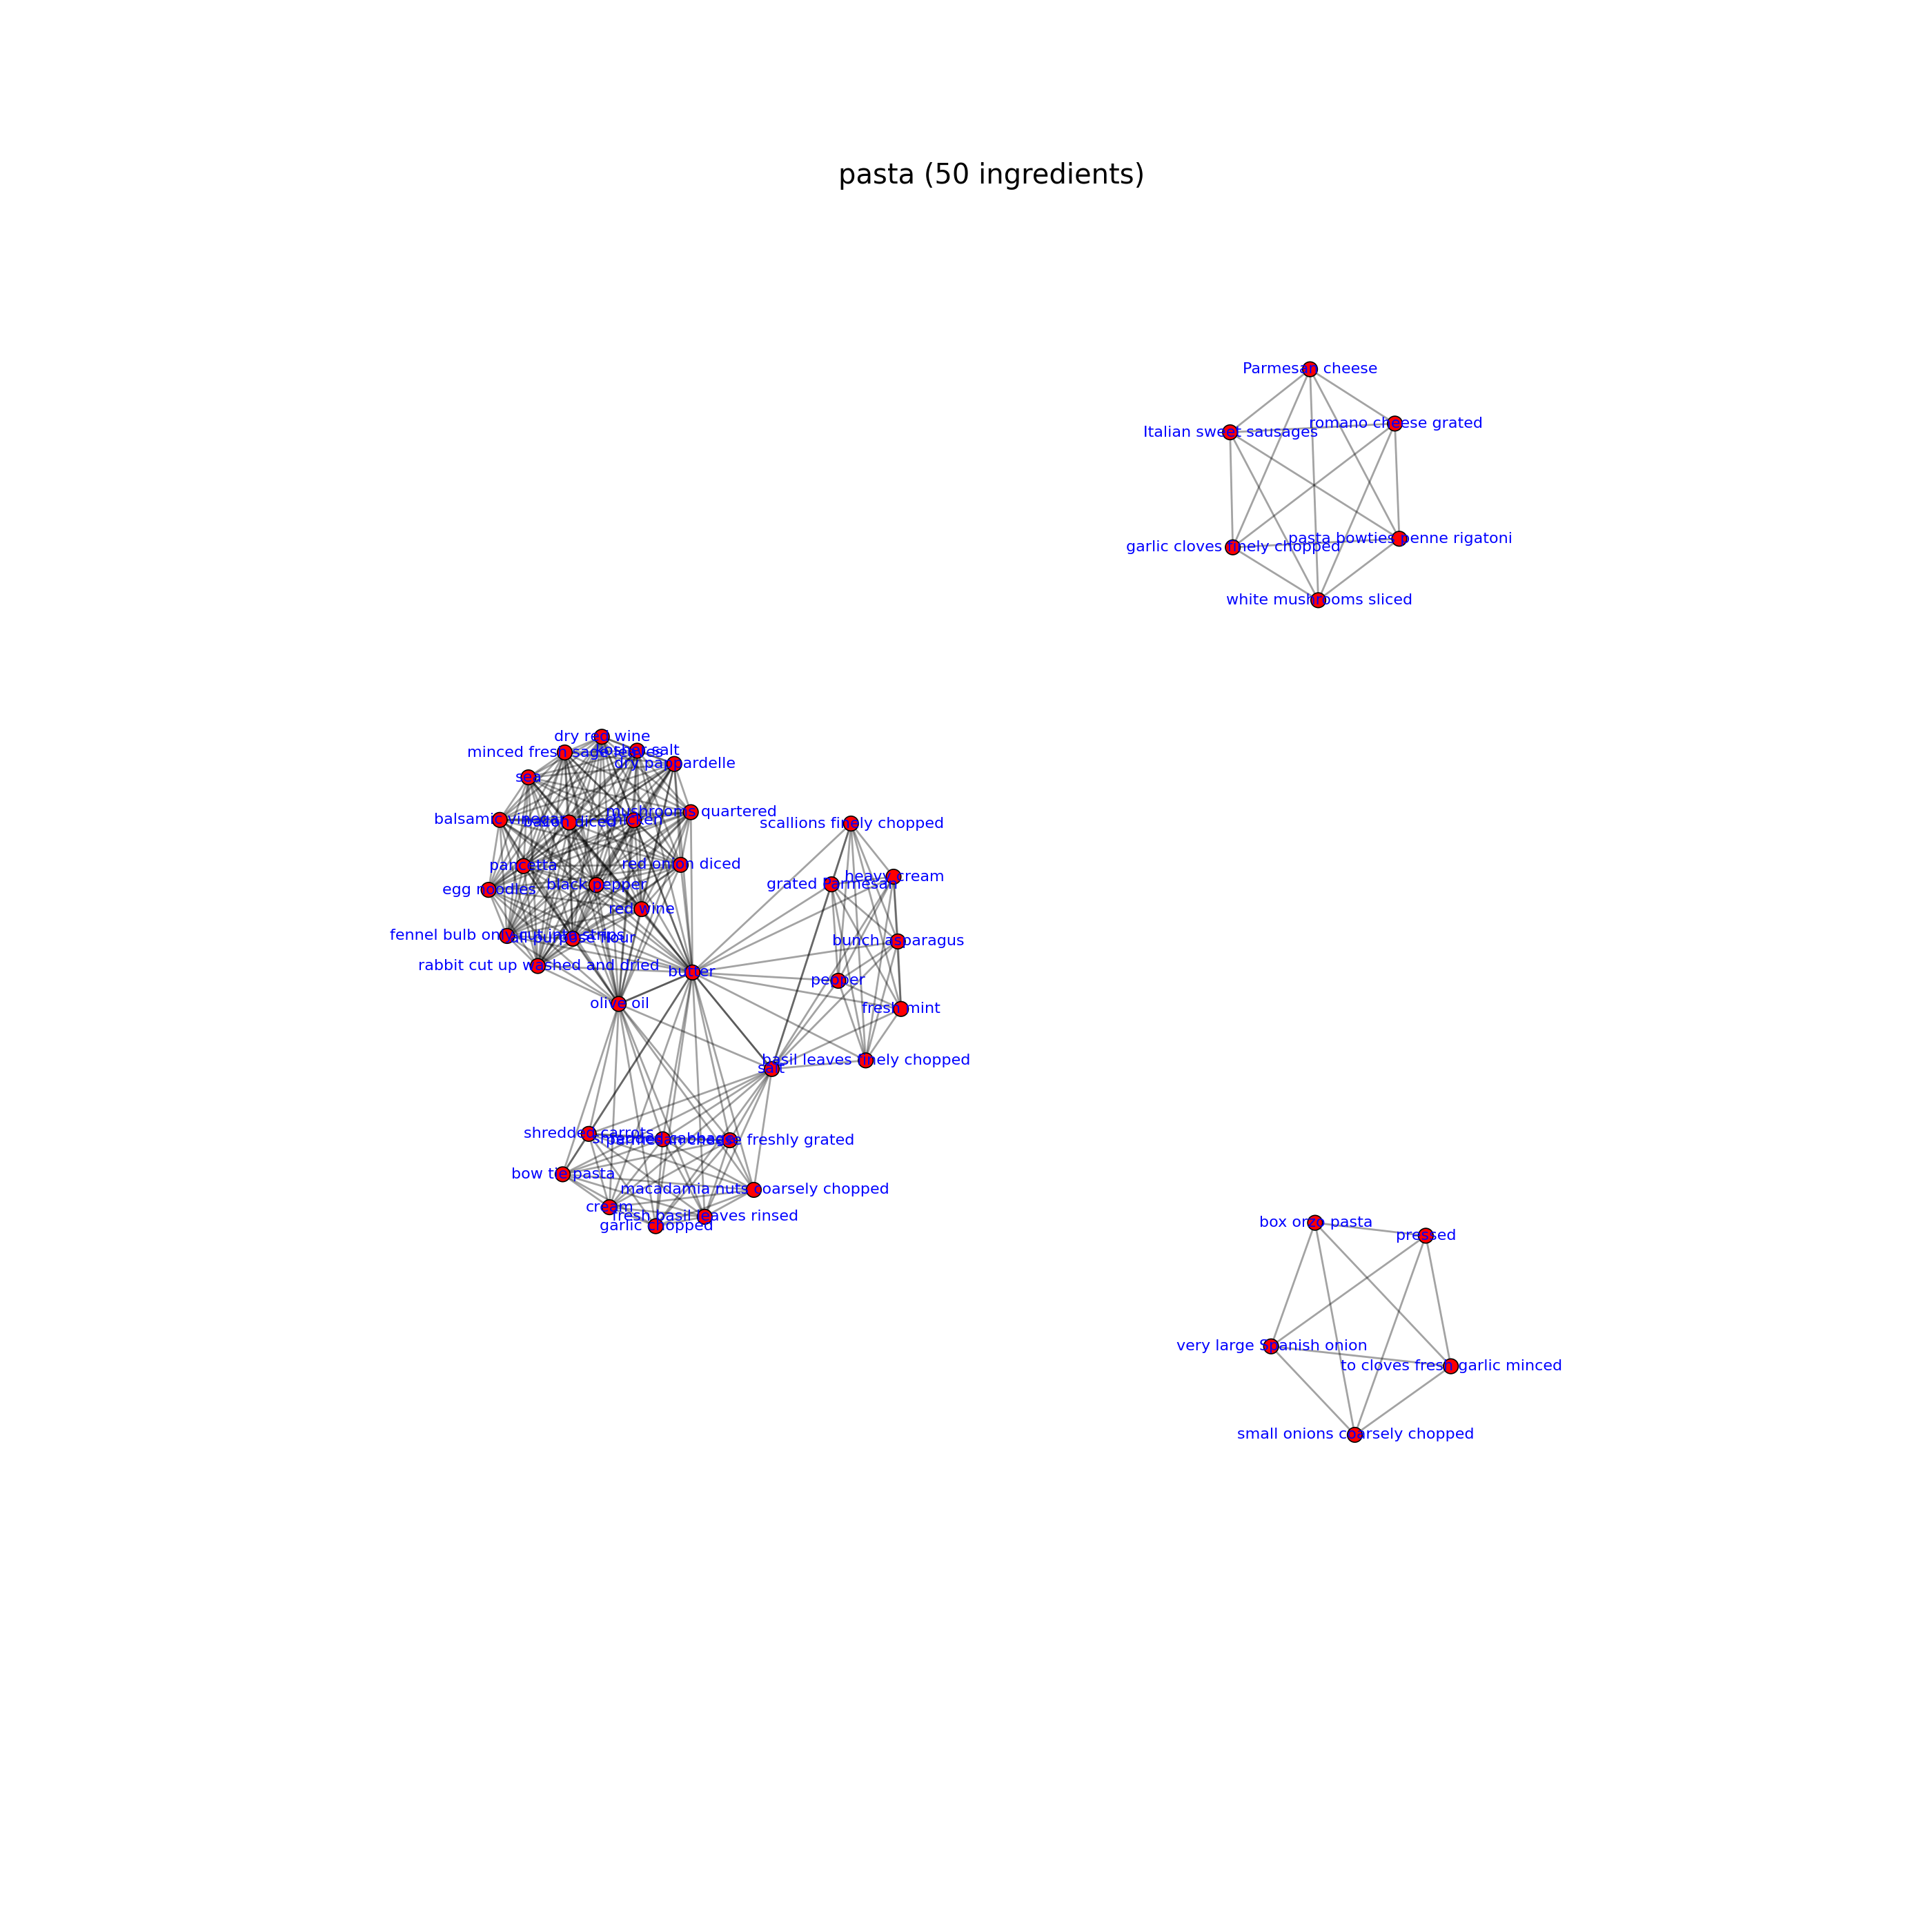 pasta (50 ingredients)
Parmesan cheese
romano cheese grated
Italian sweet sausages
pasta bowties penne rigatoni
garlic cloves finely chopped
white mushrooms sliced
dry red wine
kosher salt
minced fresh sage leaves
dry pappardelle
sea
mushrooms quartered
balsamic vinegar
bacon diced
scallions finely chopped
red onion diced
pancetta
heavy cream
grated Parmesan
black pepper
egg noodles
red wine
fennel bulb only cut into strips
all purpose flour
bunch asparagus
rabbit cut up washed and dried
butter
pepper
olive oil
fresh mint
basil leaves finely chopped
salt
shredded carrots
shredded cabbage
parmesan cheese freshly grated
bow tie pasta
macadamia nuts coarsely chopped
cream
fresh basil leaves rinsed
garlic chopped
box orzo pasta
pressed
very large Spanish onion
to cloves fresh garlic minced
small onions coarsely chopped